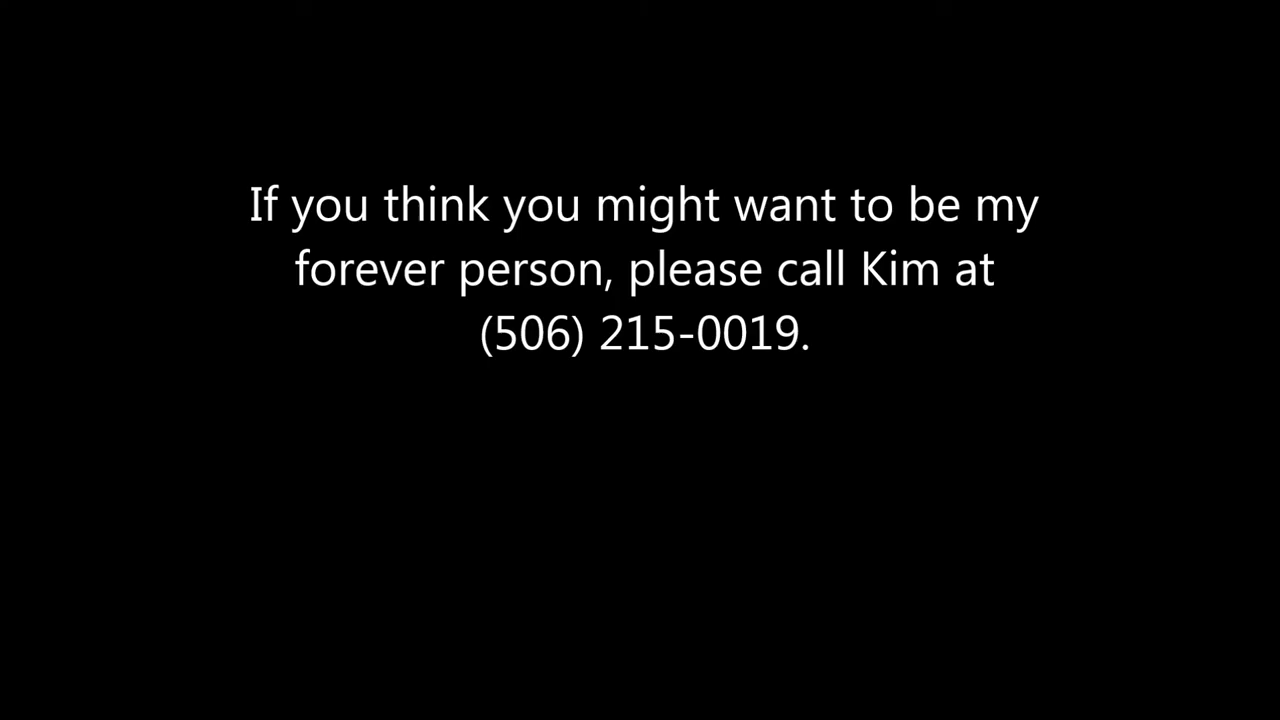 If you think you might want to be my
forever person, please call Kim at
(506) 215-0019.